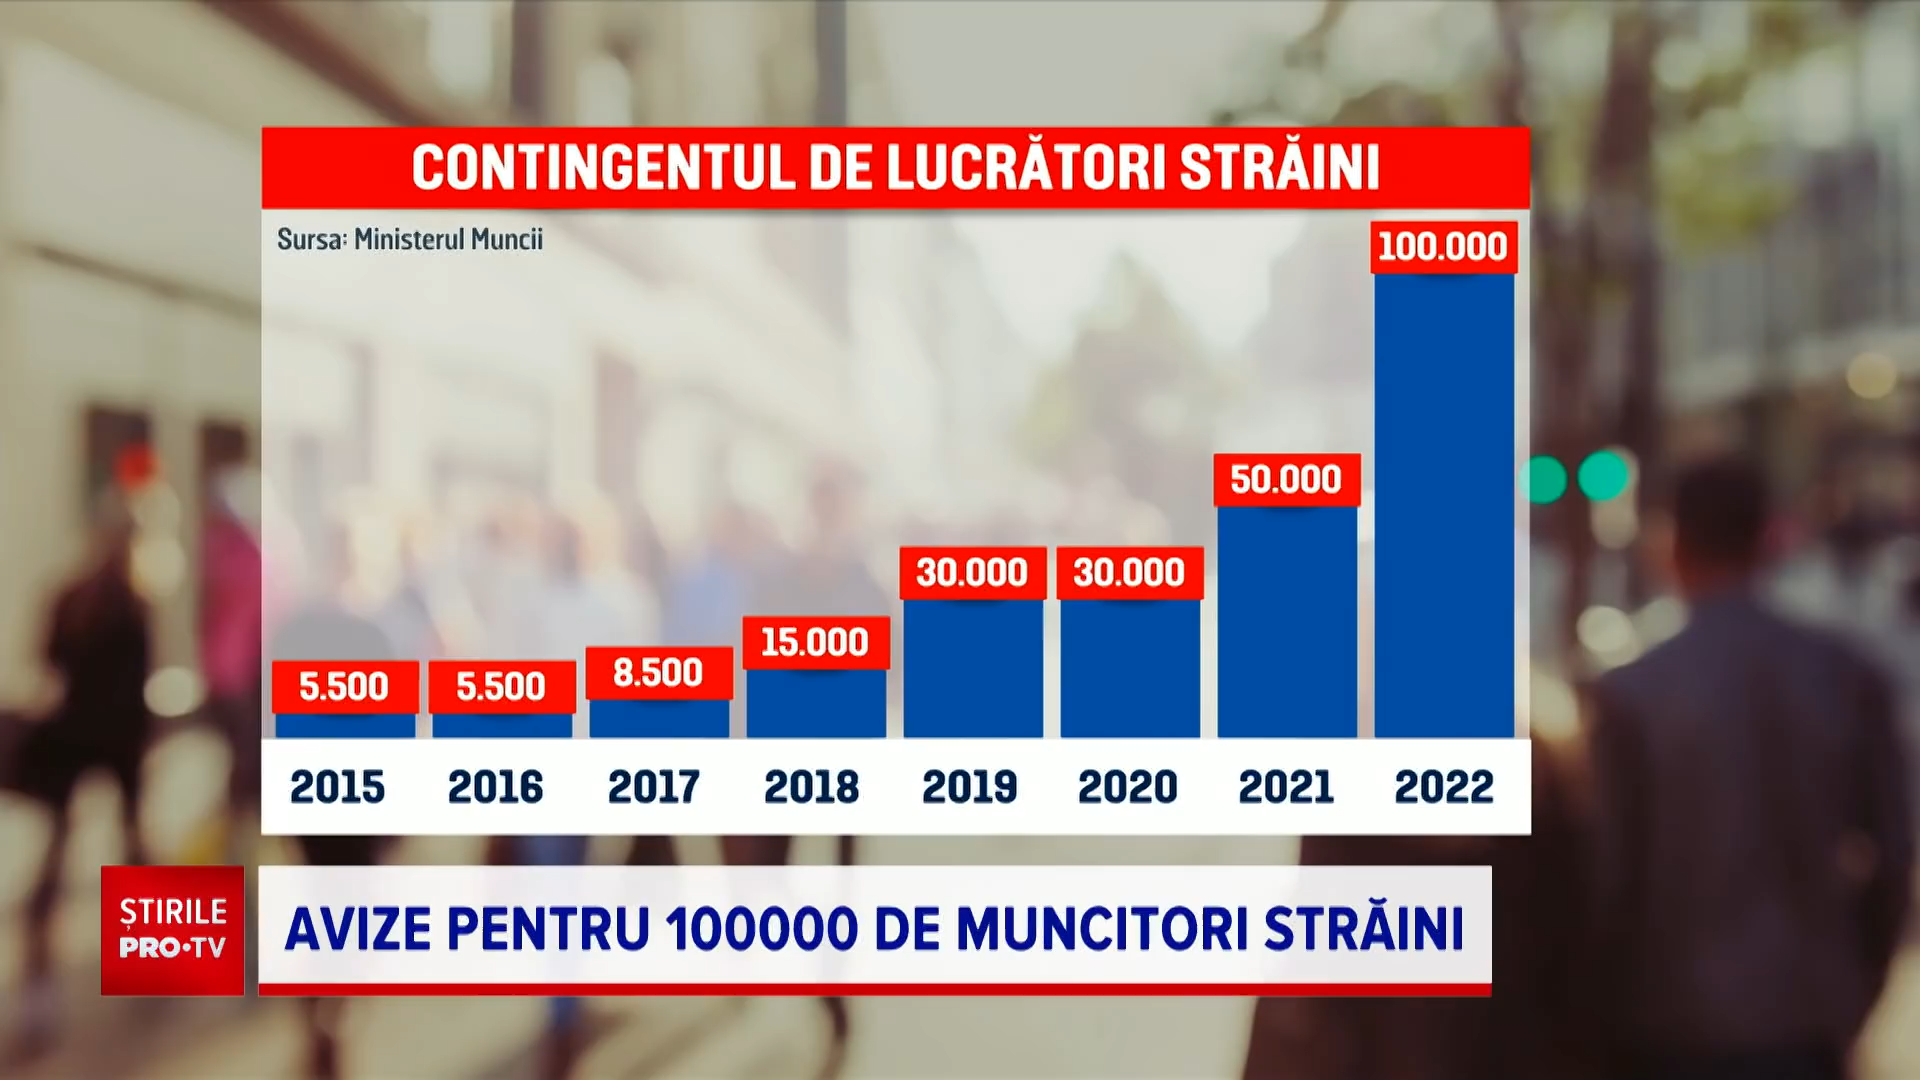 CONTINGENTUL DE LUCRĂTORI STRĂINI
Sursa: Ministerul Muncii
100.000
50.000
30.000
30.000
15.000
8.500
5.500
5.500
2015 2016 2017 2018 2019 2020 2021 2022
ȘTIRILE
PRO•TV
AVIZE PENTRU 100000 DE MUNCITORI STRĂINI